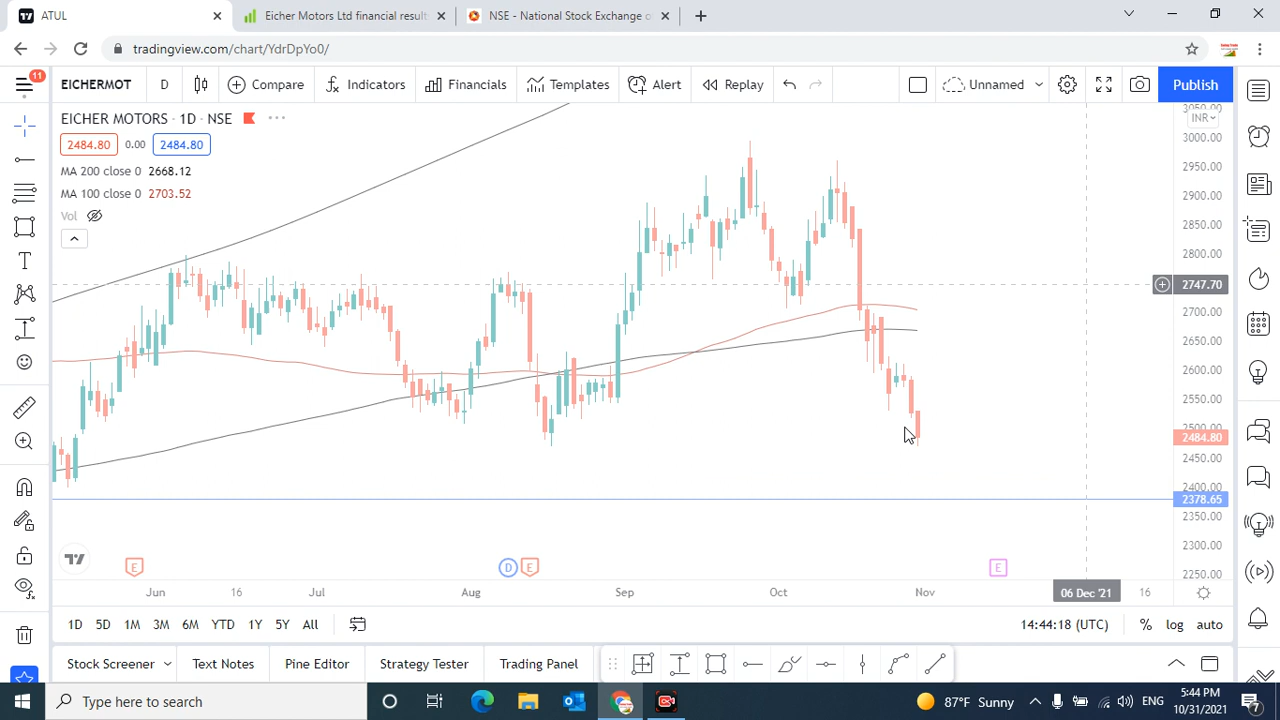 ATUL
Eicher Motors Ltd financial result
NSE - National Stock Exchange o
tradingview.com/chart/YdrDpYo0/
11
EICHERMOT
D
Compare
Indicators
Financials
Templates
Alert
Replay
Unnamed
Publish
EICHER MOTORS · 1D · NSE
2484.80
0.00
2484.80
MA 200 close 0 2668.12
MA 100 close 0 2703.52
Vol
INR
3050.00
3000.00
2950.00
2900.00
2850.00
2800.00
2747.70
2700.00
2650.00
2600.00
2550.00
2500.00
2484.80
2450.00
2400.00
2378.65
2350.00
2300.00
2250.00
E
D
E
E
Jun
16
Jul
Aug
Sep
Oct
Nov
06 Dec '21
16
1D
5D
1M
3M
6M
YTD
1Y
5Y
All
14:44:18 (UTC)
%
log
auto
Stock Screener
Text Notes
Pine Editor
Strategy Tester
Trading Panel
Type here to search
87°F Sunny
ENG
5:44 PM
10/31/2021
7